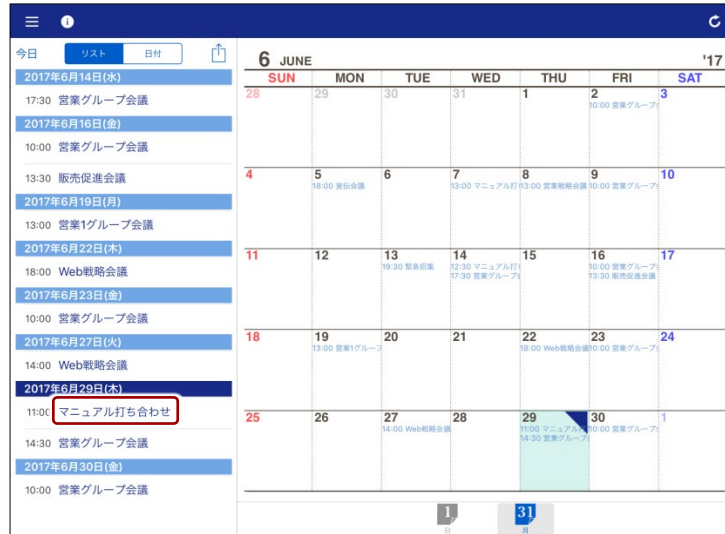 今日 リスト 日付
2017年6月14日(水)
17:30 営業グループ会議
2017年6月16日(金)
10:00 営業グループ会議
13:30 販売促進会議
2017年6月19日(月)
13:00 営業1グループ会議
2017年6月22日(木)
18:00 Web戦略会議
2017年6月23日(金)
10:00 営業グループ会議
2017年6月27日(火)
14:00 Web戦略会議
2017年6月29日(木)
11:00 マニュアル打ち合わせ
14:30 営業グループ会議
2017年6月30日(金)
10:00 営業グループ会議
6 JUNE '17
SUN MON TUE WED THU FRI SAT
28 29 30 31 1 2 3
10:00 営業グループ
4 5 6 7 8 9 10
18:00 宣伝会議 13:00 マニュアル打 13:00 営業戦略会議 10:00 営業グループ
11 12 13 14 15 16 17
19:30 緊急招集 12:30 マニュアル打 10:00 営業グループ
17:30 営業グループ 13:30 販売促進会議
18 19 20 21 22 23 24
13:00 営業1グループ 18:00 Web戦略会議 10:00 営業グループ
25 26 27 28 29 30 1
14:00 Web戦略会議 11:00 マニュアル 10:00 営業グループ
14:30 営業グループ
1 31
日 月